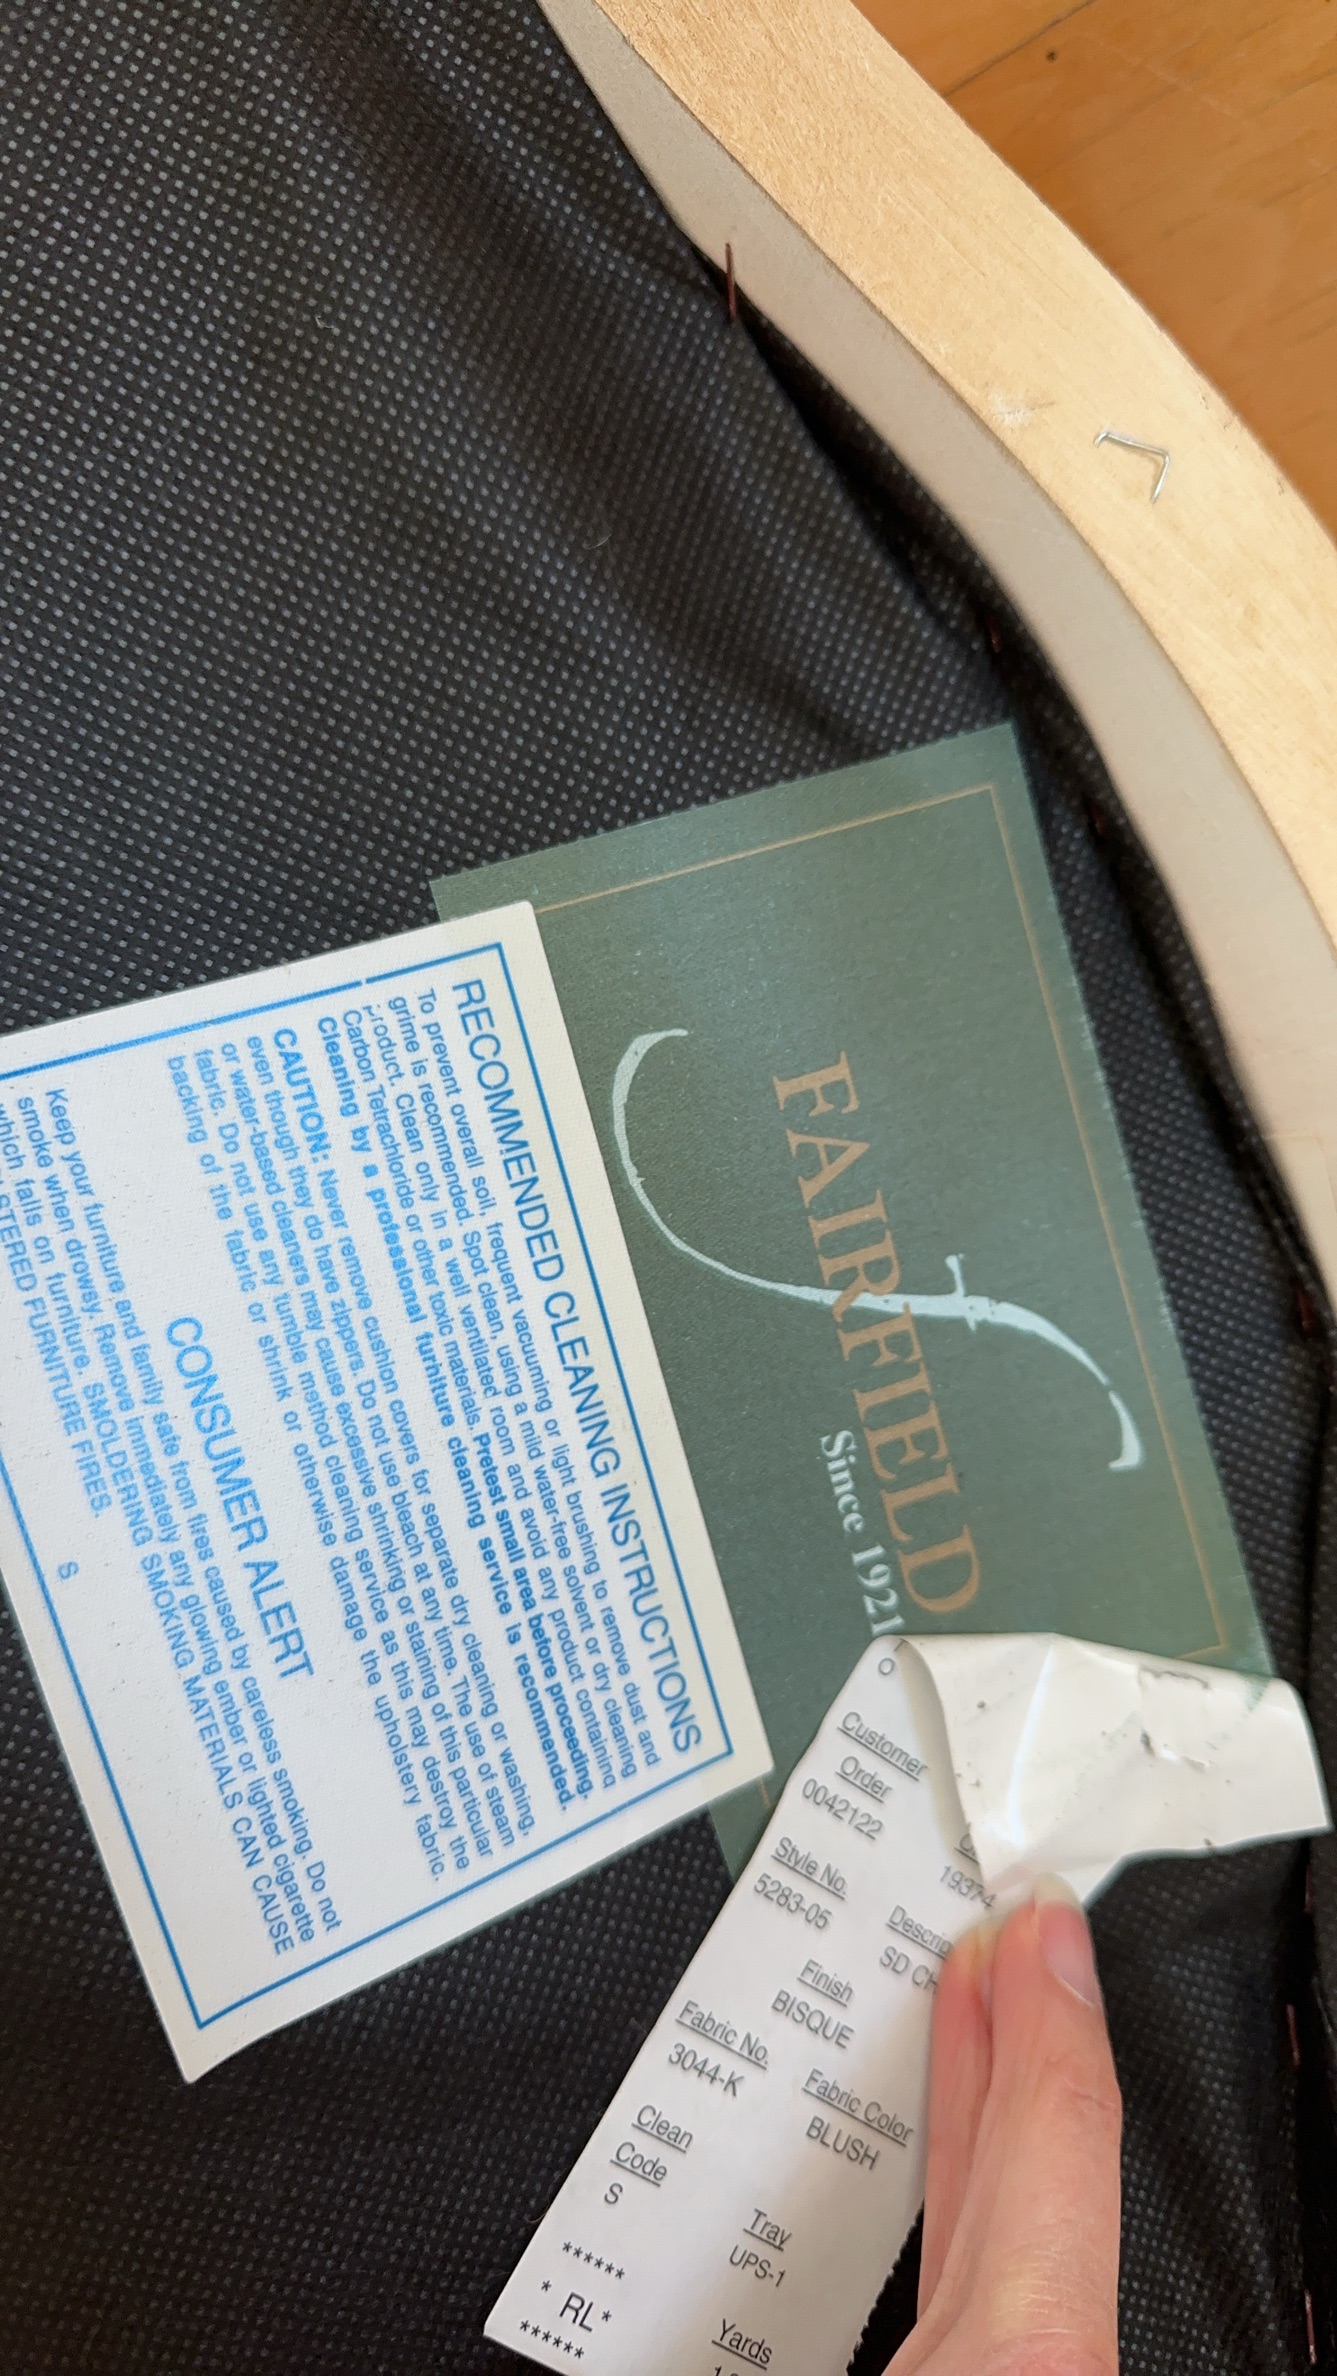 FAIRFIELD
f
Since 1921
RECOMMENDED CLEANING INSTRUCTIONS
To prevent overall soil, frequent vacuuming or light brushing to remove dust and
grime is recommended. Spot clean, using a mild water-free solvent or dry cleaning
product. Clean only in a well ventilated room and avoid any product containing
Carbon Tetrachloride or other toxic materials. Pretest small area before proceeding.
Cleaning by a professional furniture cleaning service is recommended.
CAUTION: Never remove cushion covers for separate dry cleaning or washing,
even though they do have zippers. Do not use bleach at any time. The use of steam
or water-based cleaners may cause excessive shrinking or staining of this particular
fabric. Do not use any tumble method cleaning service as this may destroy the
backing of the fabric or shrink or otherwise damage the upholstery fabric.
CONSUMER ALERT
Keep your furniture and family safe from fires caused by careless smoking. Do not
smoke when drowsy. Remove immediately any glowing ember or lighted cigarette
which falls on furniture. SMOLDERING SMOKING MATERIALS CAN CAUSE
FURNITURE FIRES.
S
Customer
Order
0042122
19374
Style No.
5283-05
SD
Finish
BISQUE
Fabric No.
3044-K
Fabric Color
BLUSH
Clean
Code
S
Tray
UPS-1
******
* RL *
******
Yards